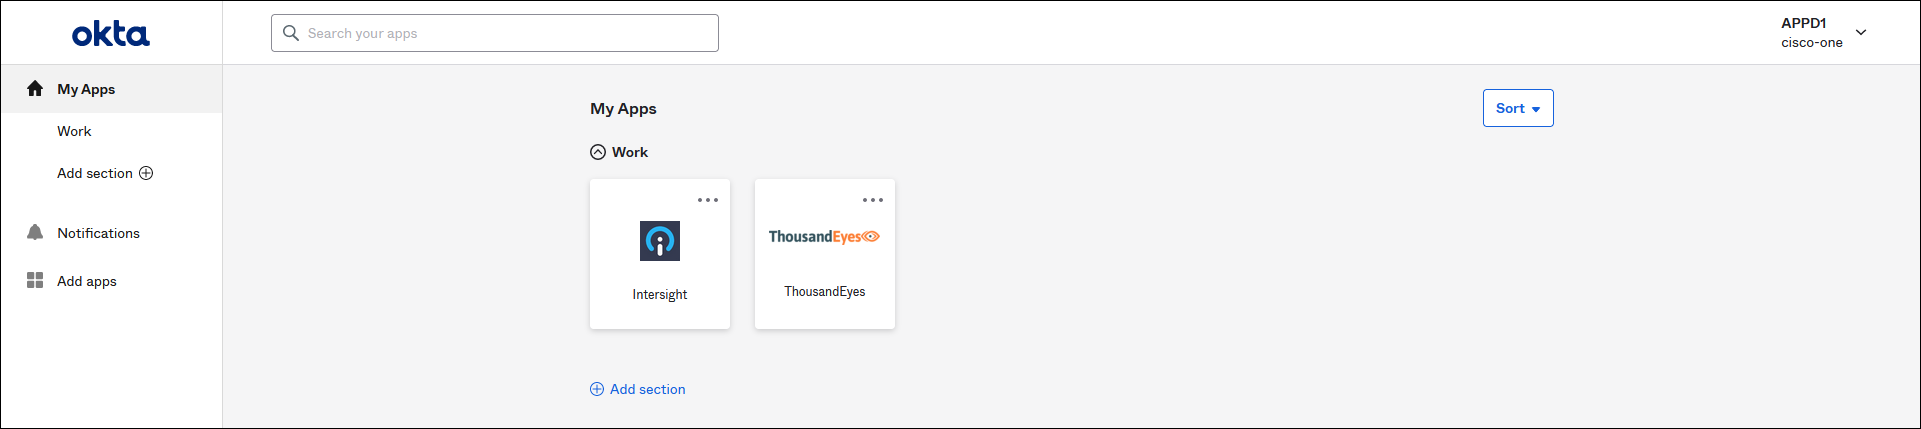 okta
Search your apps
APPD1
cisco-one
My Apps
Work
Add section
Notifications
Add apps
My Apps
Sort
Work
Intersight
ThousandEyes
ThousandEyes
Add section